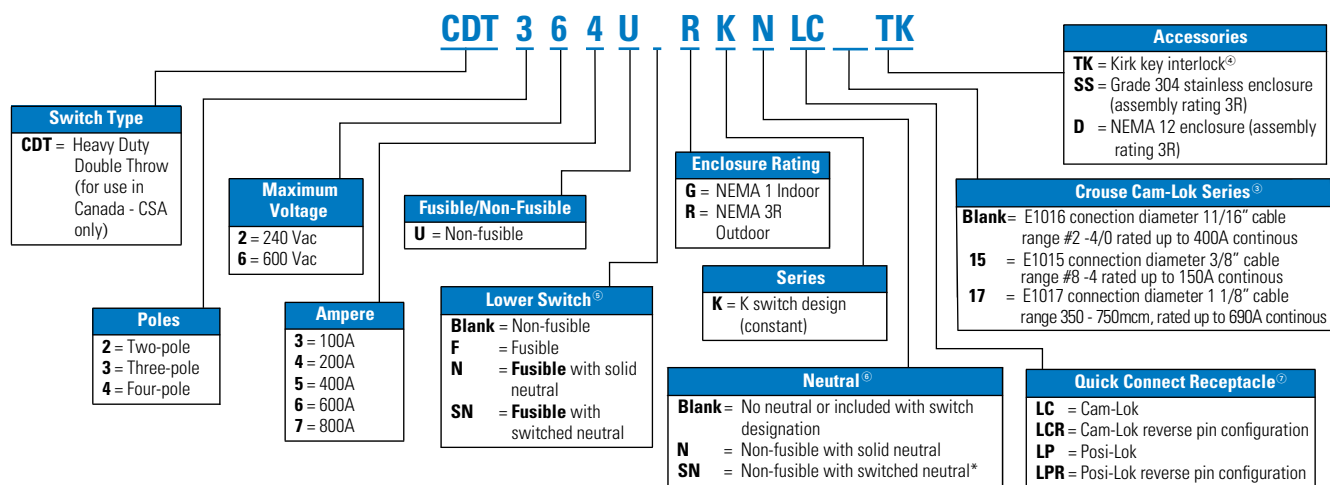 CDT 3 6 4 U R K N LC TK
Accessories
TK = Kirk key interlock④
SS = Grade 304 stainless enclosure
(assembly rating 3R)
D = NEMA 12 enclosure (assembly
rating 3R)
Switch Type
CDT = Heavy Duty
Double Throw
(for use in
Canada - CSA
only)
Maximum
Voltage
2 = 240 Vac
6 = 600 Vac
Fusible/Non-Fusible
U = Non-fusible
Enclosure Rating
G = NEMA 1 Indoor
R = NEMA 3R
Outdoor
Crouse Cam-Lok Series③
Blank = E1016 conection diameter 11/16” cable
range #2 -4/0 rated up to 400A continous
15 = E1015 connection diameter 3/8” cable
range #8 -4 rated up to 150A continous
17 = E1017 connection diameter 1 1/8” cable
range 350 - 750mcm, rated up to 690A continous
Poles
2 = Two-pole
3 = Three-pole
4 = Four-pole
Ampere
3 = 100A
4 = 200A
5 = 400A
6 = 600A
7 = 800A
Lower Switch⑤
Blank = Non-fusible
F = Fusible
N = Fusible with solid
neutral
SN = Fusible with
switched neutral
Series
K = K switch design
(constant)
Neutral⑥
Blank = No neutral or included with switch
designation
N = Non-fusible with solid neutral
SN = Non-fusible with switched neutral*
Quick Connect Receptacle⑦
LC = Cam-Lok
LCR = Cam-Lok reverse pin configuration
LP = Posi-Lok
LPR = Posi-Lok reverse pin configuration